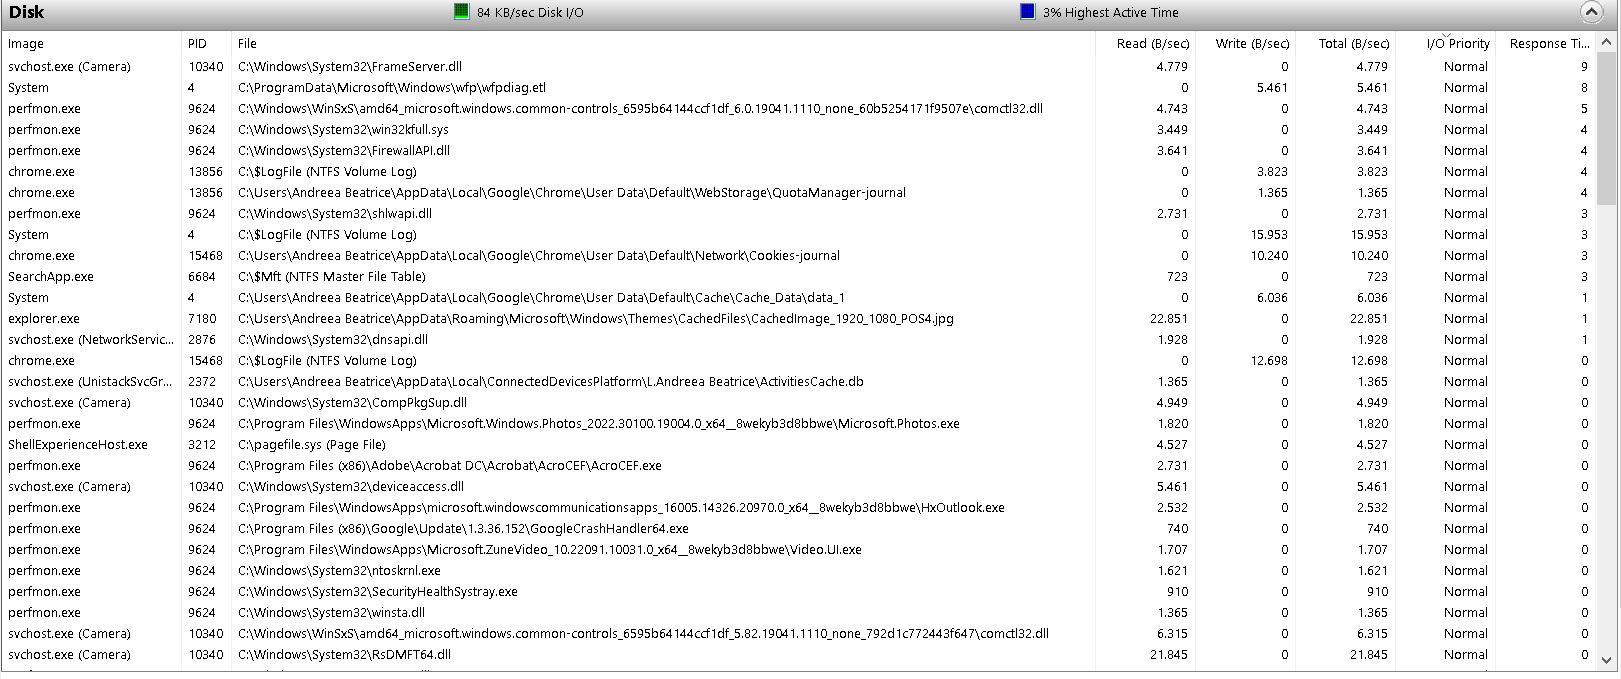 Disk 84 KB/sec Disk I/O 3% Highest Active Time
Image PID File Read (B/sec) Write (B/sec) Total (B/sec) I/O Priority Response Ti...
svchost.exe (Camera) 10340 C:\Windows\System32\FrameServer.dll 4.779 0 4.779 Normal 9
System 4 C:\ProgramData\Microsoft\Windows\wfp\wfpdiag.etl 0 5.461 5.461 Normal 8
perfmon.exe 9624 C:\Windows\WinSxS\amd64_microsoft.windows.common-controls_6595b64144ccf1df_6.0.19041.1110_none_60b5254171f9507e\comctl32.dll 4.743 0 4.743 Normal 5
perfmon.exe 9624 C:\Windows\System32\win32kfull.sys 3.449 0 3.449 Normal 4
perfmon.exe 9624 C:\Windows\System32\FirewallAPI.dll 3.641 0 3.641 Normal 4
chrome.exe 13856 C:\$LogFile (NTFS Volume Log) 0 3.823 3.823 Normal 4
chrome.exe 13856 C:\Users\Andreea Beatrice\AppData\Local\Google\Chrome\User Data\Default\WebStorage\QuotaManager-journal 0 1.365 1.365 Normal 4
perfmon.exe 9624 C:\Windows\System32\shlwapi.dll 2.731 0 2.731 Normal 3
System 4 C:\$LogFile (NTFS Volume Log) 0 15.953 15.953 Normal 3
chrome.exe 15468 C:\Users\Andreea Beatrice\AppData\Local\Google\Chrome\User Data\Default\Network\Cookies-journal 0 10.240 10.240 Normal 3
SearchApp.exe 6684 C:\$Mft (NTFS Master File Table) 723 0 723 Normal 3
System 4 C:\Users\Andreea Beatrice\AppData\Local\Google\Chrome\User Data\Default\Cache\Cache_Data\data_1 0 6.036 6.036 Normal 1
explorer.exe 7180 C:\Users\Andreea Beatrice\AppData\Roaming\Microsoft\Windows\Themes\CachedFiles\CachedImage_1920_1080_POS4.jpg 22.851 0 22.851 Normal 1
svchost.exe (NetworkServic... 2876 C:\Windows\System32\dnsapi.dll 1.928 0 1.928 Normal 1
chrome.exe 15468 C:\$LogFile (NTFS Volume Log) 0 12.698 12.698 Normal 0
svchost.exe (UnistackSvcGr... 2372 C:\Users\Andreea Beatrice\AppData\Local\ConnectedDevicesPlatform\L.Andreea Beatrice\ActivitiesCache.db 1.365 0 1.365 Normal 0
svchost.exe (Camera) 10340 C:\Windows\System32\CompPkgSup.dll 4.949 0 4.949 Normal 0
perfmon.exe 9624 C:\Program Files\WindowsApps\Microsoft.Windows.Photos_2022.30100.19004.0_x64__8wekyb3d8bbwe\Microsoft.Photos.exe 1.820 0 1.820 Normal 0
ShellExperienceHost.exe 3212 C:\pagefile.sys (Page File) 4.527 0 4.527 Normal 0
perfmon.exe 9624 C:\Program Files (x86)\Adobe\Acrobat DC\Acrobat\AcroCEF\AcroCEF.exe 2.731 0 2.731 Normal 0
svchost.exe (Camera) 10340 C:\Windows\System32\deviceaccess.dll 5.461 0 5.461 Normal 0
perfmon.exe 9624 C:\Program Files\WindowsApps\microsoft.windowscommunicationsapps_16005.14326.20970.0_x64__8wekyb3d8bbwe\HxOutlook.exe 2.532 0 2.532 Normal 0
perfmon.exe 9624 C:\Program Files (x86)\Google\Update\1.3.36.152\GoogleCrashHandler64.exe 740 0 740 Normal 0
perfmon.exe 9624 C:\Program Files\WindowsApps\Microsoft.ZuneVideo_10.22091.10031.0_x64__8wekyb3d8bbwe\Video.UI.exe 1.707 0 1.707 Normal 0
perfmon.exe 9624 C:\Windows\System32\ntoskrnl.exe 1.621 0 1.621 Normal 0
perfmon.exe 9624 C:\Windows\System32\SecurityHealthSystray.exe 910 0 910 Normal 0
perfmon.exe 9624 C:\Windows\System32\winsta.dll 1.365 0 1.365 Normal 0
svchost.exe (Camera) 10340 C:\Windows\WinSxS\amd64_microsoft.windows.common-controls_6595b64144ccf1df_5.82.19041.1110_none_792d1c772443f647\comctl32.dll 6.315 0 6.315 Normal 0
svchost.exe (Camera) 10340 C:\Windows\System32\RsDMFT64.dll 21.845 0 21.845 Normal 0